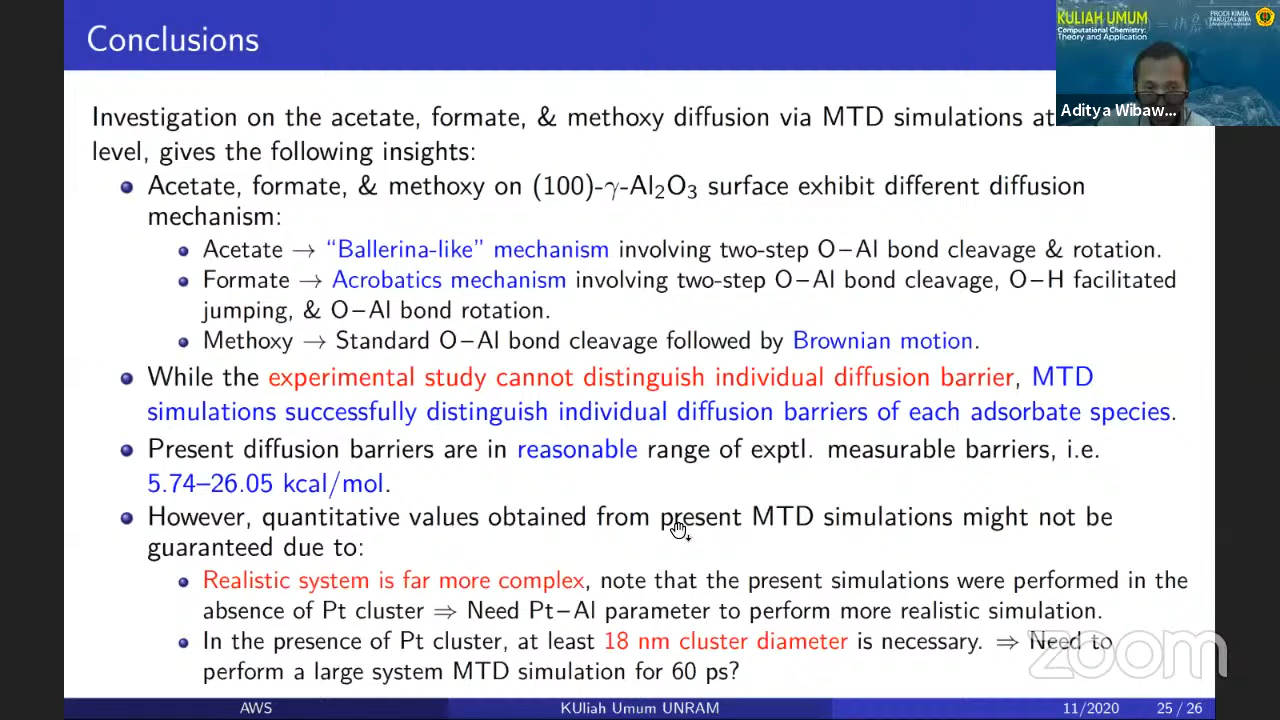 Conclusions
KULIAH UMUM
Computational Chemistry:
Theory and Application
PRODI KIMIA
Aditya Wibaw...
Investigation on the acetate, formate, & methoxy diffusion via MTD simulations at
level, gives the following insights:
Acetate, formate, & methoxy on (100)-γ-Al₂O₃ surface exhibit different diffusion
mechanism:
Acetate → “Ballerina-like” mechanism involving two-step O–Al bond cleavage & rotation.
Formate → Acrobatics mechanism involving two-step O–Al bond cleavage, O–H facilitated
jumping, & O–Al bond rotation.
Methoxy → Standard O–Al bond cleavage followed by Brownian motion.
While the experimental study cannot distinguish individual diffusion barrier, MTD
simulations successfully distinguish individual diffusion barriers of each adsorbate species.
Present diffusion barriers are in reasonable range of exptl. measurable barriers, i.e.
5.74–26.05 kcal/mol.
However, quantitative values obtained from present MTD simulations might not be
guaranteed due to:
Realistic system is far more complex, note that the present simulations were performed in the
absence of Pt cluster ⇒ Need Pt–Al parameter to perform more realistic simulation.
In the presence of Pt cluster, at least 18 nm cluster diameter is necessary. ⇒ Need to
perform a large system MTD simulation for 60 ps?
zoom
AWS
KUliah Umum UNRAM
11/2020
25 / 26